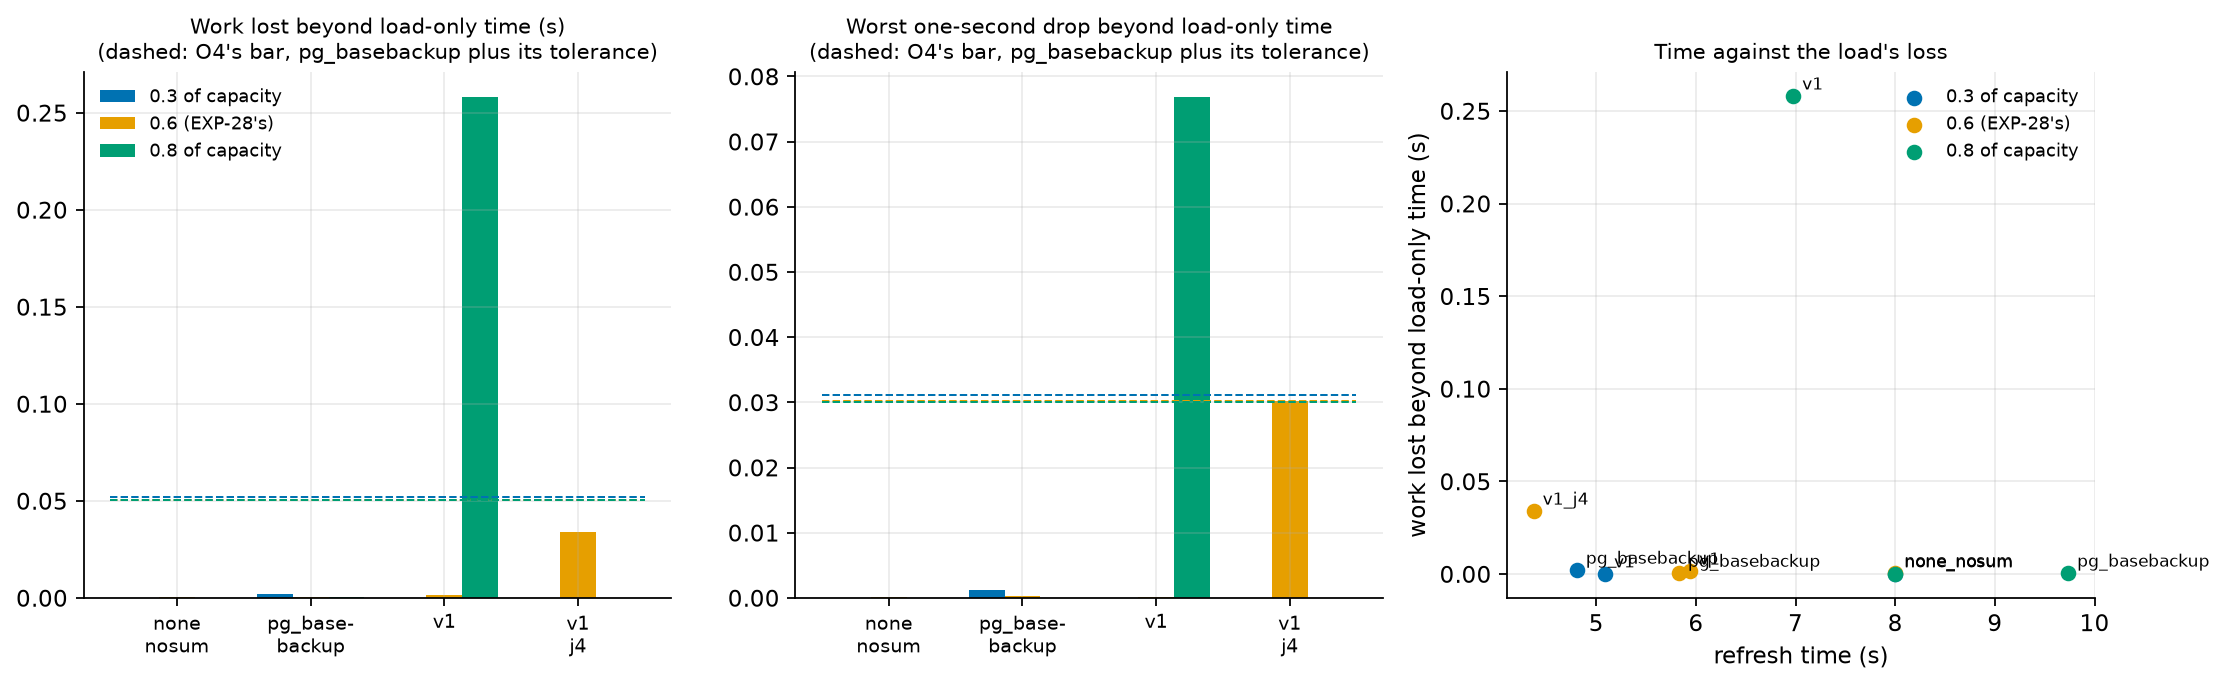 Work lost beyond load-only time (s)
(dashed: O4's bar, pg_basebackup plus its tolerance)
0.25
0.20
0.15
0.10
0.05
0.00
0.3 of capacity
0.6 (EXP-28's)
0.8 of capacity
none
nosum
pg_base-
backup
v1
v1
j4
Worst one-second drop beyond load-only time
(dashed: O4's bar, pg_basebackup plus its tolerance)
0.08
0.07
0.06
0.05
0.04
0.03
0.02
0.01
0.00
none
nosum
pg_base-
backup
v1
v1
j4
Time against the load's loss
work lost beyond load-only time (s)
0.25
0.20
0.15
0.10
0.05
0.00
v1
0.3 of capacity
0.6 (EXP-28's)
0.8 of capacity
v1_j4
pg_basebackup
v1
v1
pg_basebackup
none_nosum
pg_basebackup
5
6
7
8
9
10
refresh time (s)